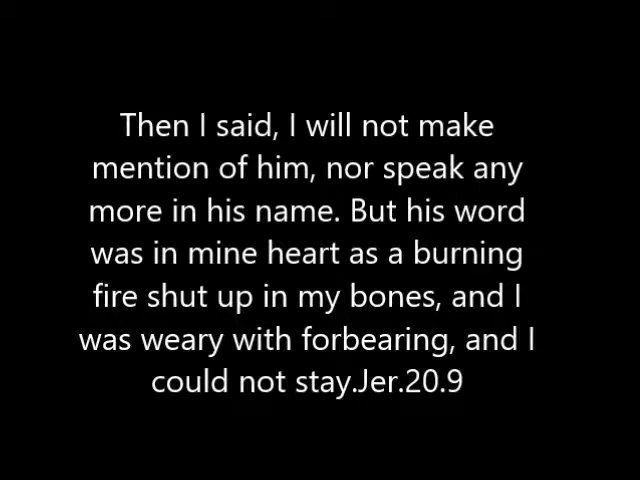 Then I said, I will not make
mention of him, nor speak any
more in his name. But his word
was in mine heart as a burning
fire shut up in my bones, and I
was weary with forbearing, and I
could not stay.Jer.20.9